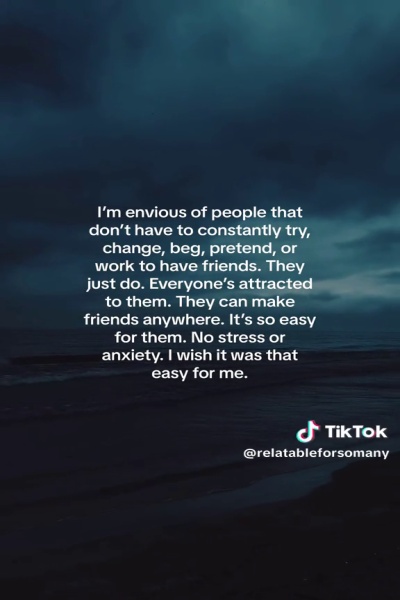 I'm envious of people that
don't have to constantly try,
change, beg, pretend, or
work to have friends. They
just do. Everyone's attracted
to them. They can make
friends anywhere. It's so easy
for them. No stress or
anxiety. I wish it was that
easy for me.
TikTok
@relatableforsomany